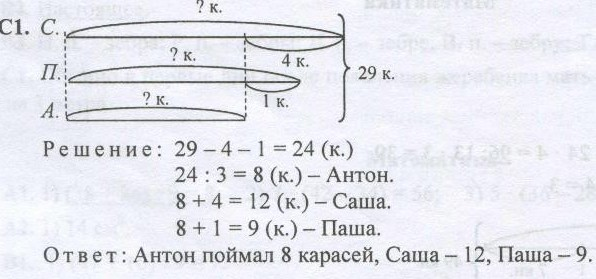 C1.
? к.
С.
? к.
4 к.
П.
29 к.
? к.
1 к.
А.
Решение: 29 – 4 – 1 = 24 (к.)
24 : 3 = 8 (к.) – Антон.
8 + 4 = 12 (к.) – Саша.
8 + 1 = 9 (к.) – Паша.
Ответ: Антон поймал 8 карасей, Саша – 12, Паша – 9.